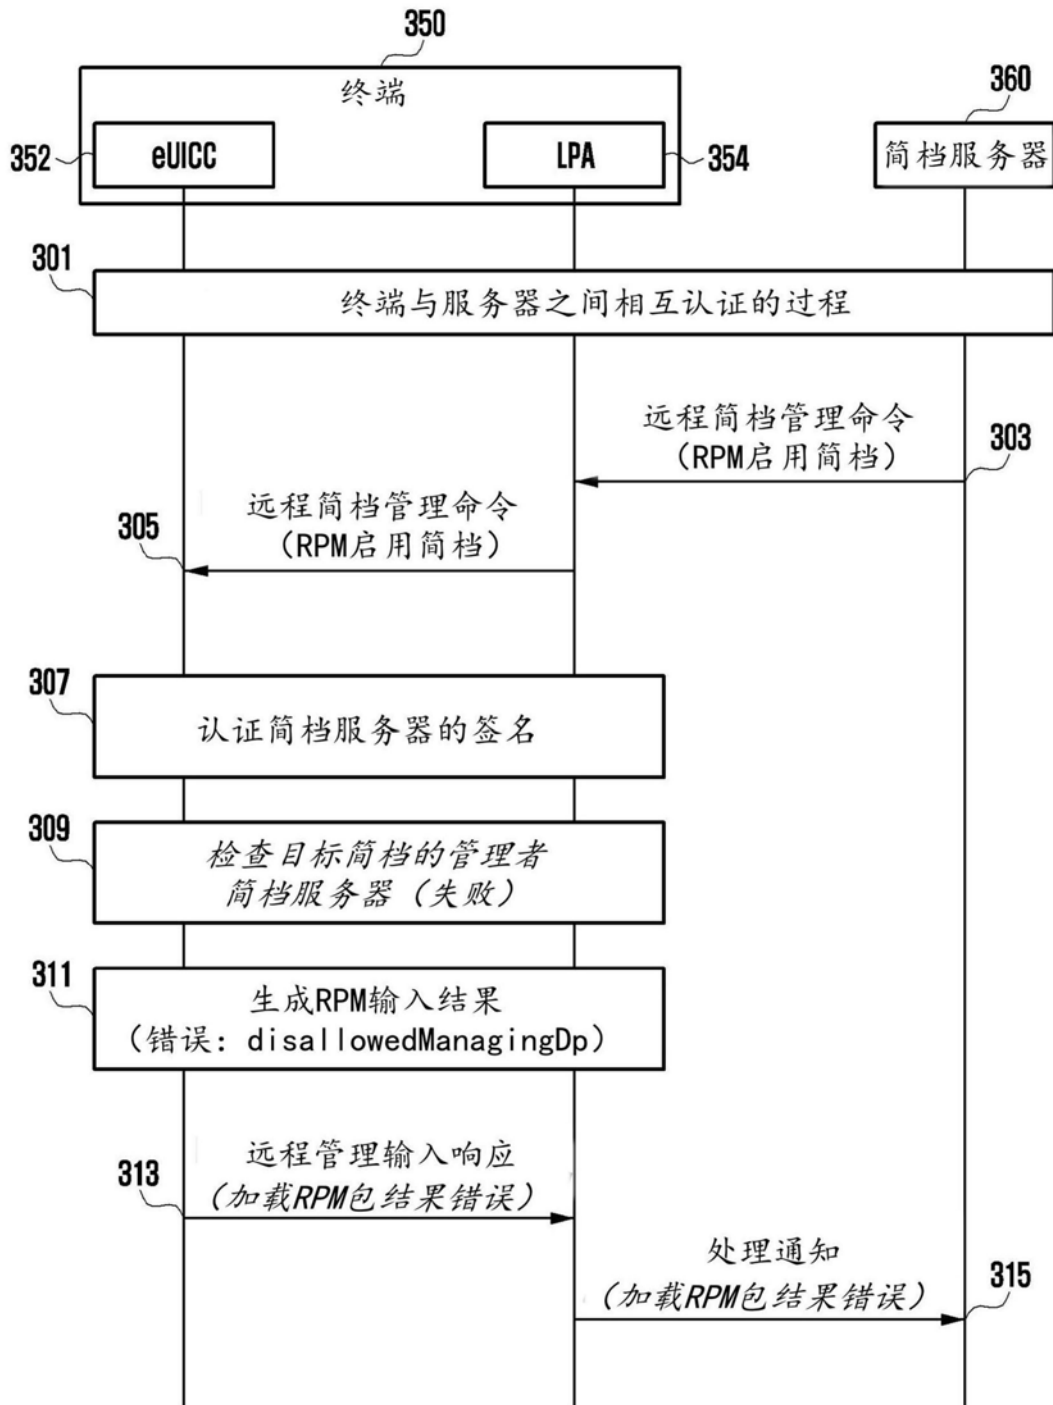 350
终端
360
352
eUICC
LPA
354
简档服务器
301
终端与服务器之间相互认证的过程
远程简档管理命令
(RPM启用简档)
303
远程简档管理命令
(RPM启用简档)
305
307
认证简档服务器的签名
309
检查目标简档的管理者
简档服务器(失败)
311
生成RPM输入结果
(错误: disallowedManagingDp)
远程管理输入响应
(加载RPM包结果错误)
313
处理通知
(加载RPM包结果错误)
315